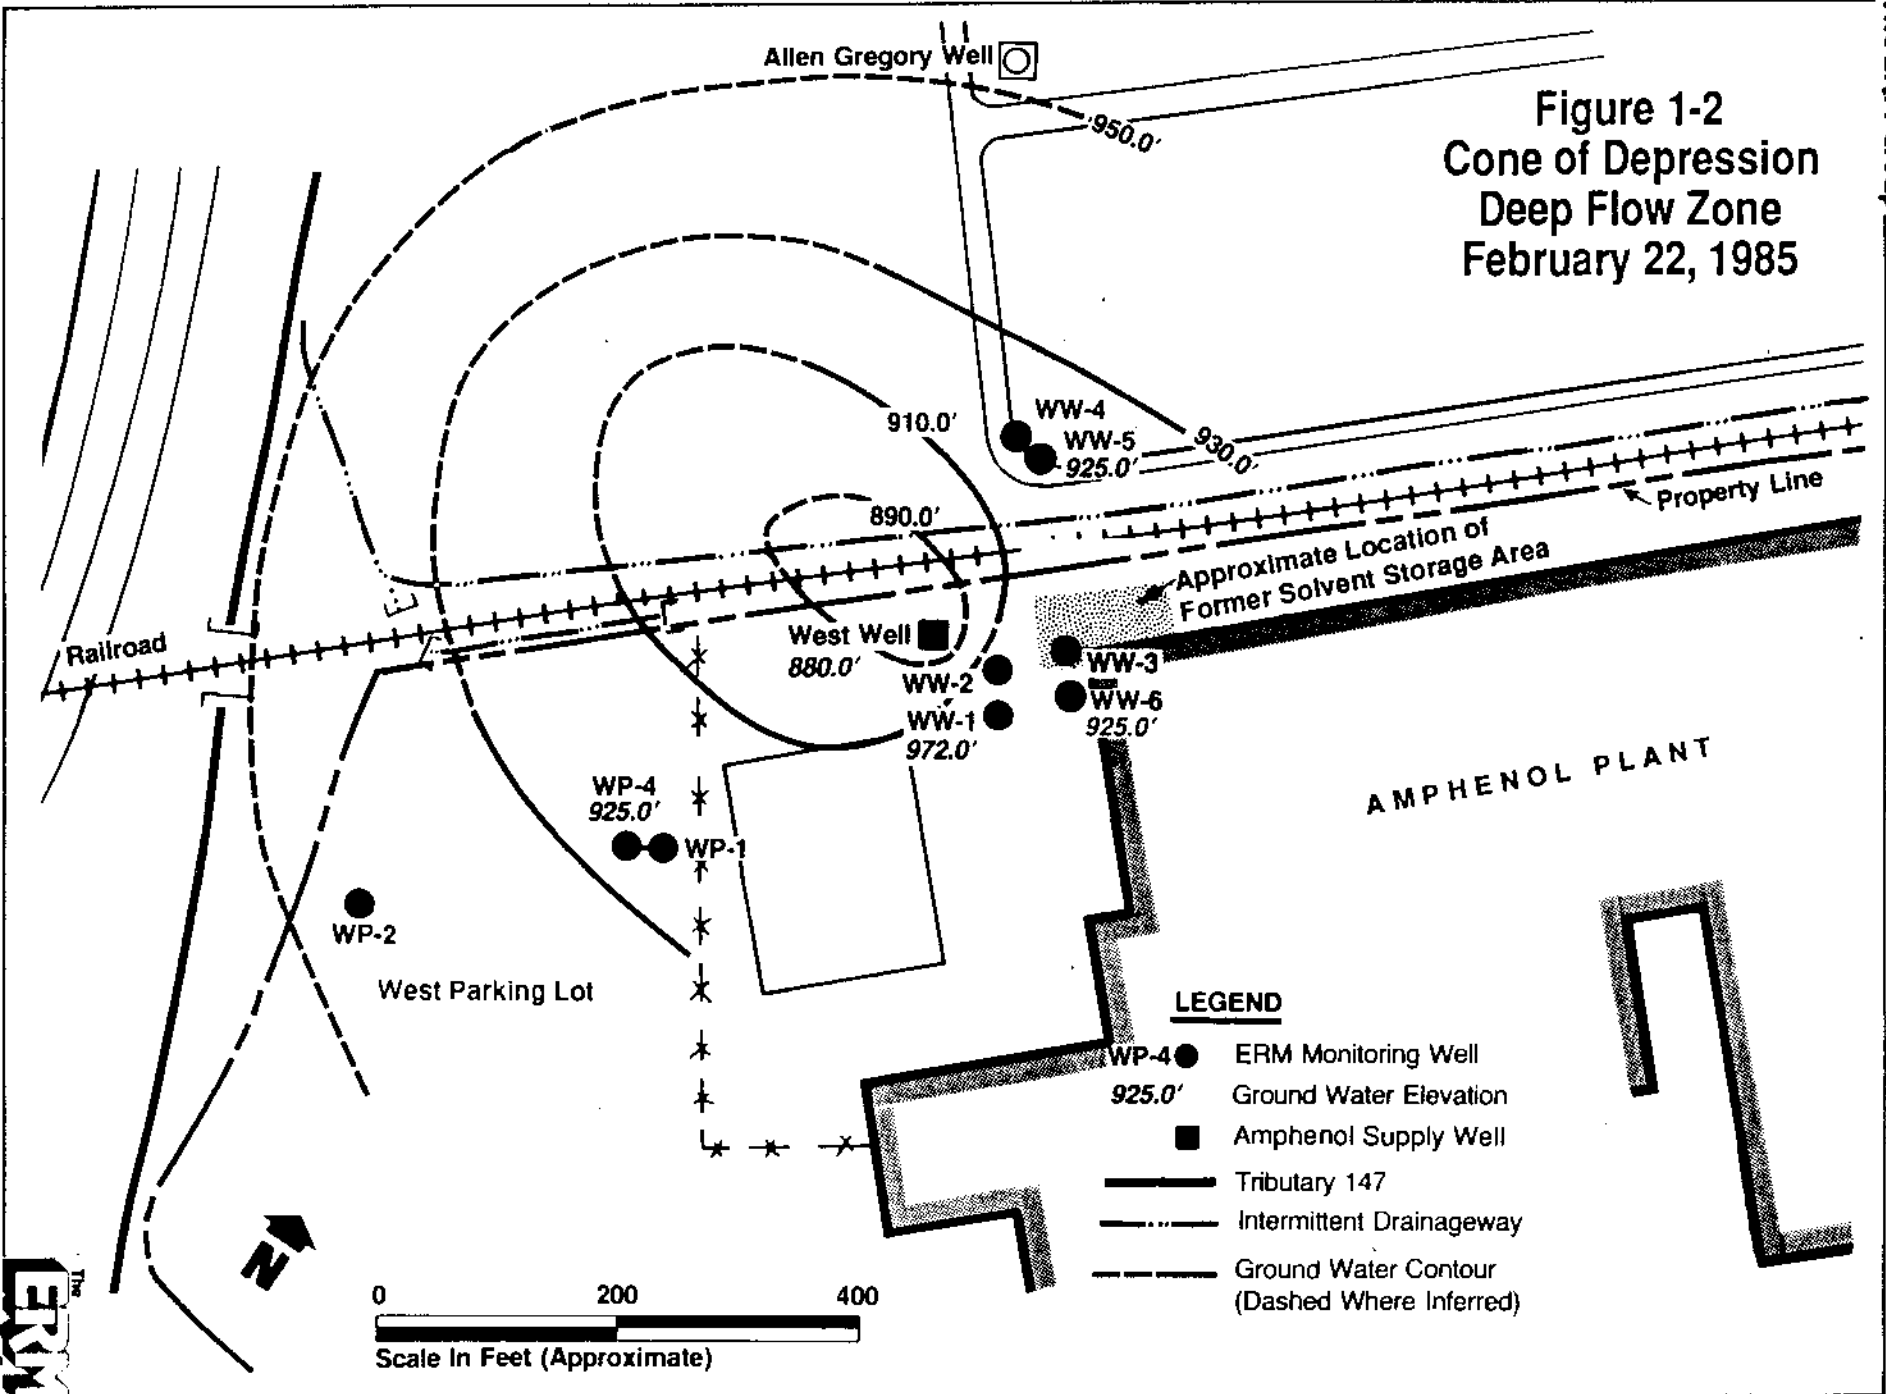 Allen Gregory Well
950.0'
Figure 1-2
Cone of Depression
Deep Flow Zone
February 22, 1985
910.0'
WW-4
WW-5
925.0'
930.0'
890.0'
Property Line
Approximate Location of
Former Solvent Storage Area
Railroad
West Well
880.0'
WW-2
WW-1
972.0'
WW-3
WW-6
925.0'
WP-4
925.0'
WP-1
WP-2
West Parking Lot
AMPHENOL PLANT
LEGEND
WP-4 ERM Monitoring Well
925.0' Ground Water Elevation
Amphenol Supply Well
Tributary 147
Intermittent Drainageway
Ground Water Contour
(Dashed Where Inferred)
N
0 200 400
Scale In Feet (Approximate)
The
ERM